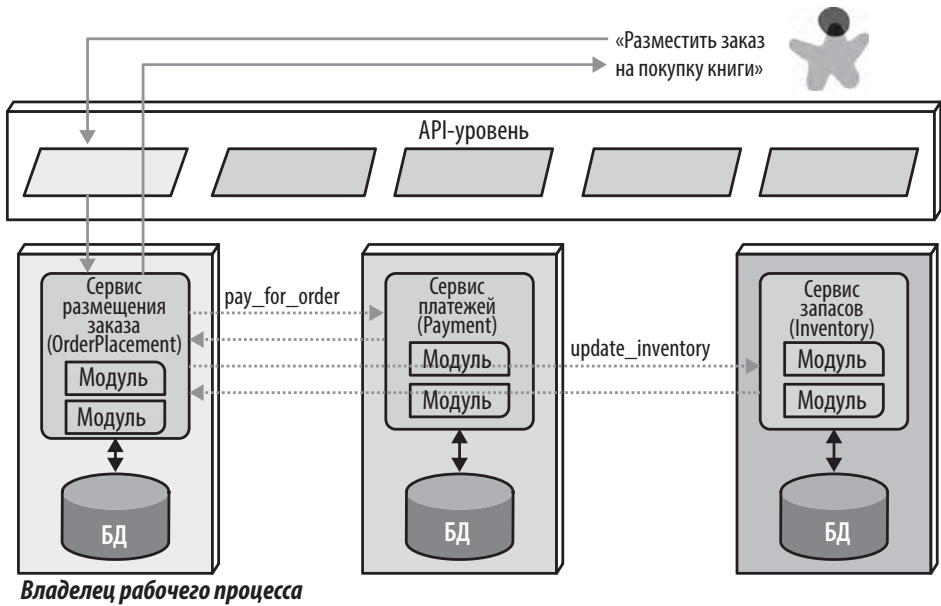 «Разместить заказ
на покупку книги»
API-уровень
Сервис
размещения
заказа
(OrderPlacement)
Модуль
Модуль
БД
pay_for_order
Сервис
платежей
(Payment)
Модуль
Модуль
БД
update_inventory
Сервис
запасов
(Inventory)
Модуль
Модуль
БД
Владелец рабочего процесса